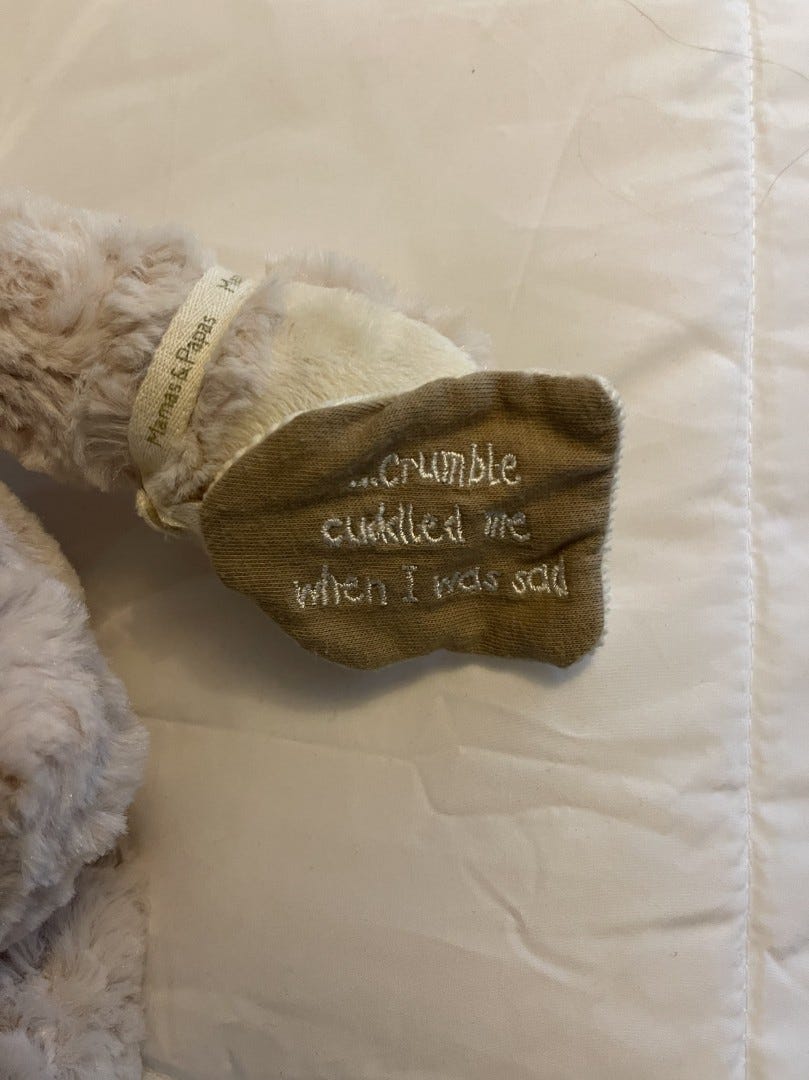 Mamas & Papas
...crumble
cuddled me
when I was sad